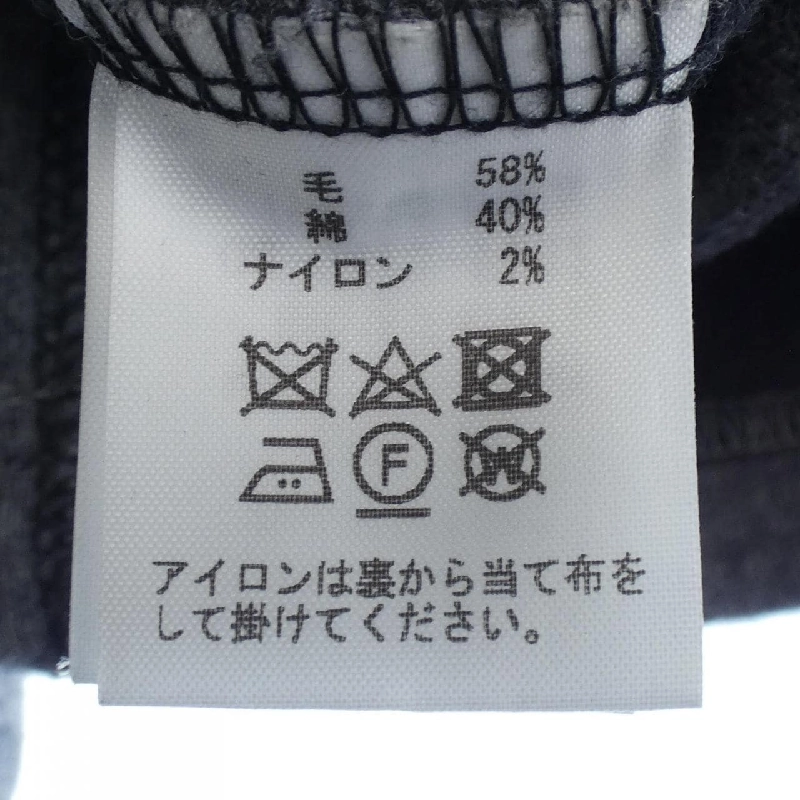 毛 58%
綿 40%
ナイロン 2%
F
W
アイロンは裏から当て布を
して掛けてください。